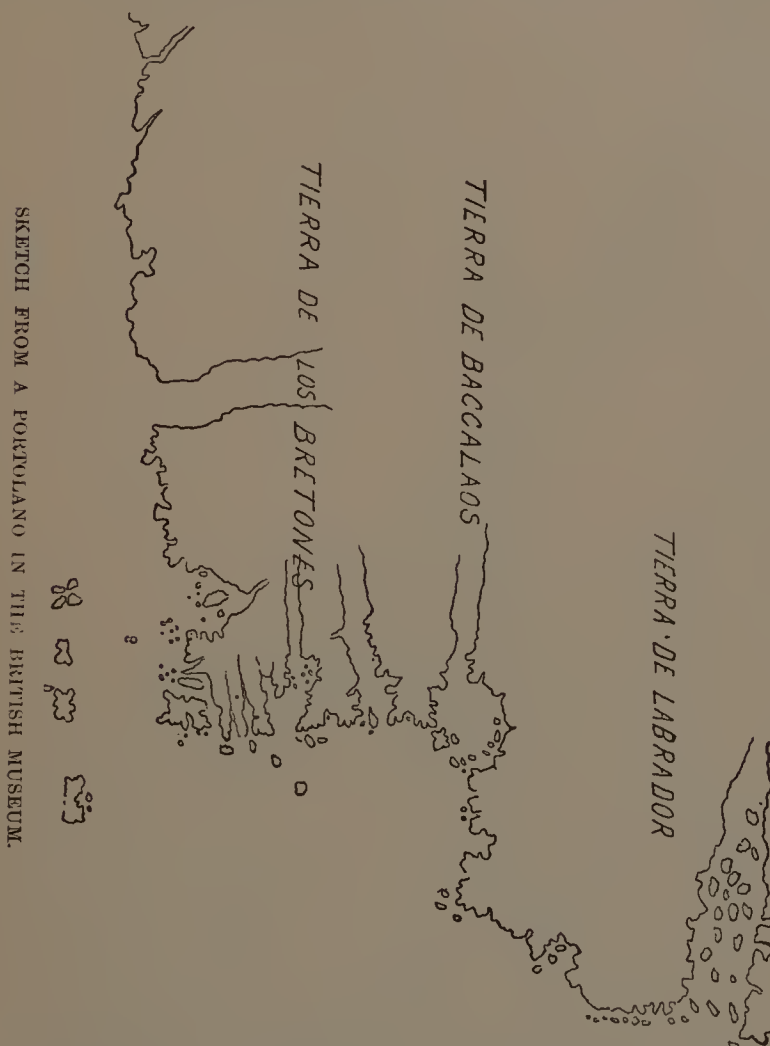 TIERRA · DE LABRADOR
TIERRA DE BACCALAOS
TIERRA DE LOS BRETONES
SKETCH FROM A PORTOLANO IN THE BRITISH MUSEUM.